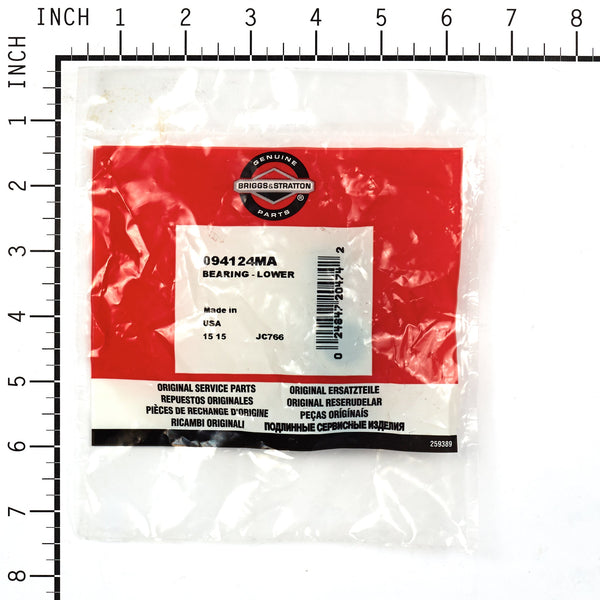 INCH 1 2 3 4 5 6 7 8
INCH
1
2
3
4
5
6
7
8
GENUINE
BRIGGS&STRATTON
®
PARTS
094124MA
BEARING - LOWER
Made in
USA
15 15 JC766
0 24847 20474 2
ORIGINAL SERVICE PARTS
REPUESTOS ORIGINALES
PIÈCES DE RECHANGE D'ORIGINE
RICAMBI ORIGINALI
ORIGINAL ERSATZTEILE
ORIGINAL RESERUDELAR
PEÇAS ORIGINAIS
ПОДЛИННЫЕ СЕРВИСНЫЕ ИЗДЕЛИЯ
259389